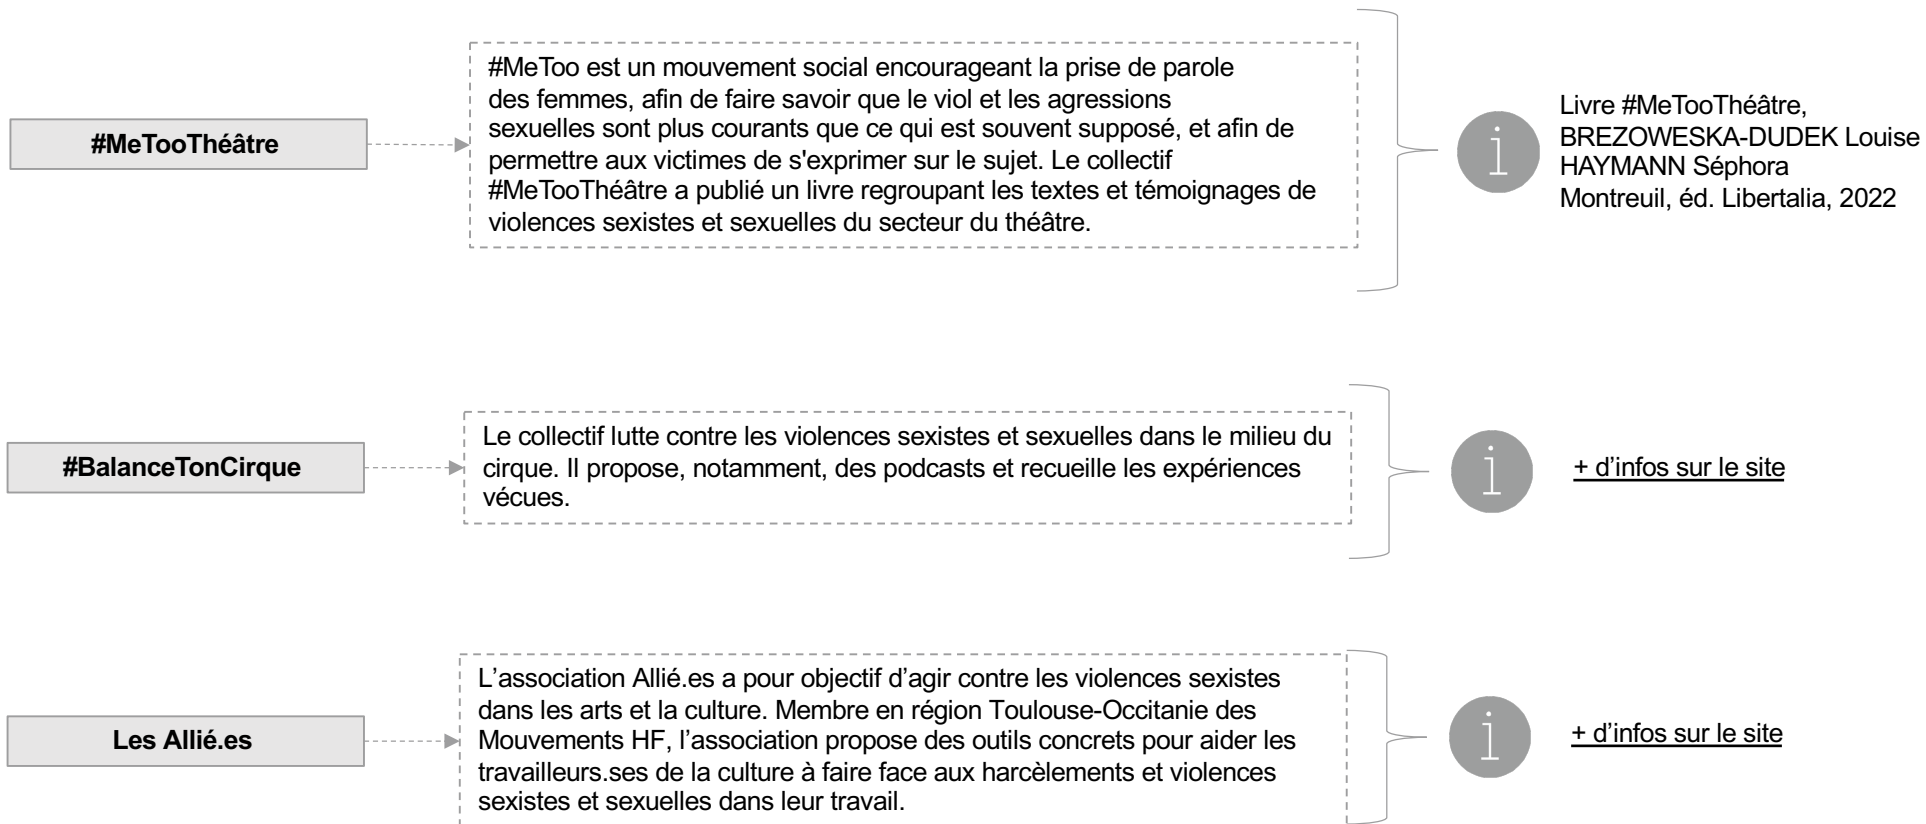 #MeTooThéâtre
#MeToo est un mouvement social encourageant la prise de parole
des femmes, afin de faire savoir que le viol et les agressions
sexuelles sont plus courants que ce qui est souvent supposé, et afin de
permettre aux victimes de s'exprimer sur le sujet. Le collectif
#MeTooThéâtre a publié un livre regroupant les textes et témoignages de
violences sexistes et sexuelles du secteur du théâtre.
Livre #MeTooThéâtre,
BREZOWESKA-DUDEK Louise
HAYMANN Séphora
Montreuil, éd. Libertalia, 2022
#BalanceTonCirque
Le collectif lutte contre les violences sexistes et sexuelles dans le milieu du
cirque. Il propose, notamment, des podcasts et recueille les expériences
vécues.
+ d’infos sur le site
Les Allié.es
L’association Allié.es a pour objectif d’agir contre les violences sexistes
dans les arts et la culture. Membre en région Toulouse-Occitanie des
Mouvements HF, l’association propose des outils concrets pour aider les
travailleurs.ses de la culture à faire face aux harcèlements et violences
sexistes et sexuelles dans leur travail.
+ d’infos sur le site